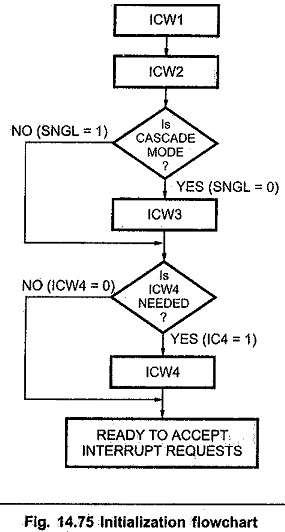 ICW1
ICW2
Is
CASCADE
MODE
?
NO (SNGL = 1)
YES (SNGL = 0)
ICW3
Is
ICW4
NEEDED
?
NO (ICW4 = 0)
YES (IC4 = 1)
ICW4
READY TO ACCEPT
INTERRUPT REQUESTS
Fig. 14.75 Initialization flowchart